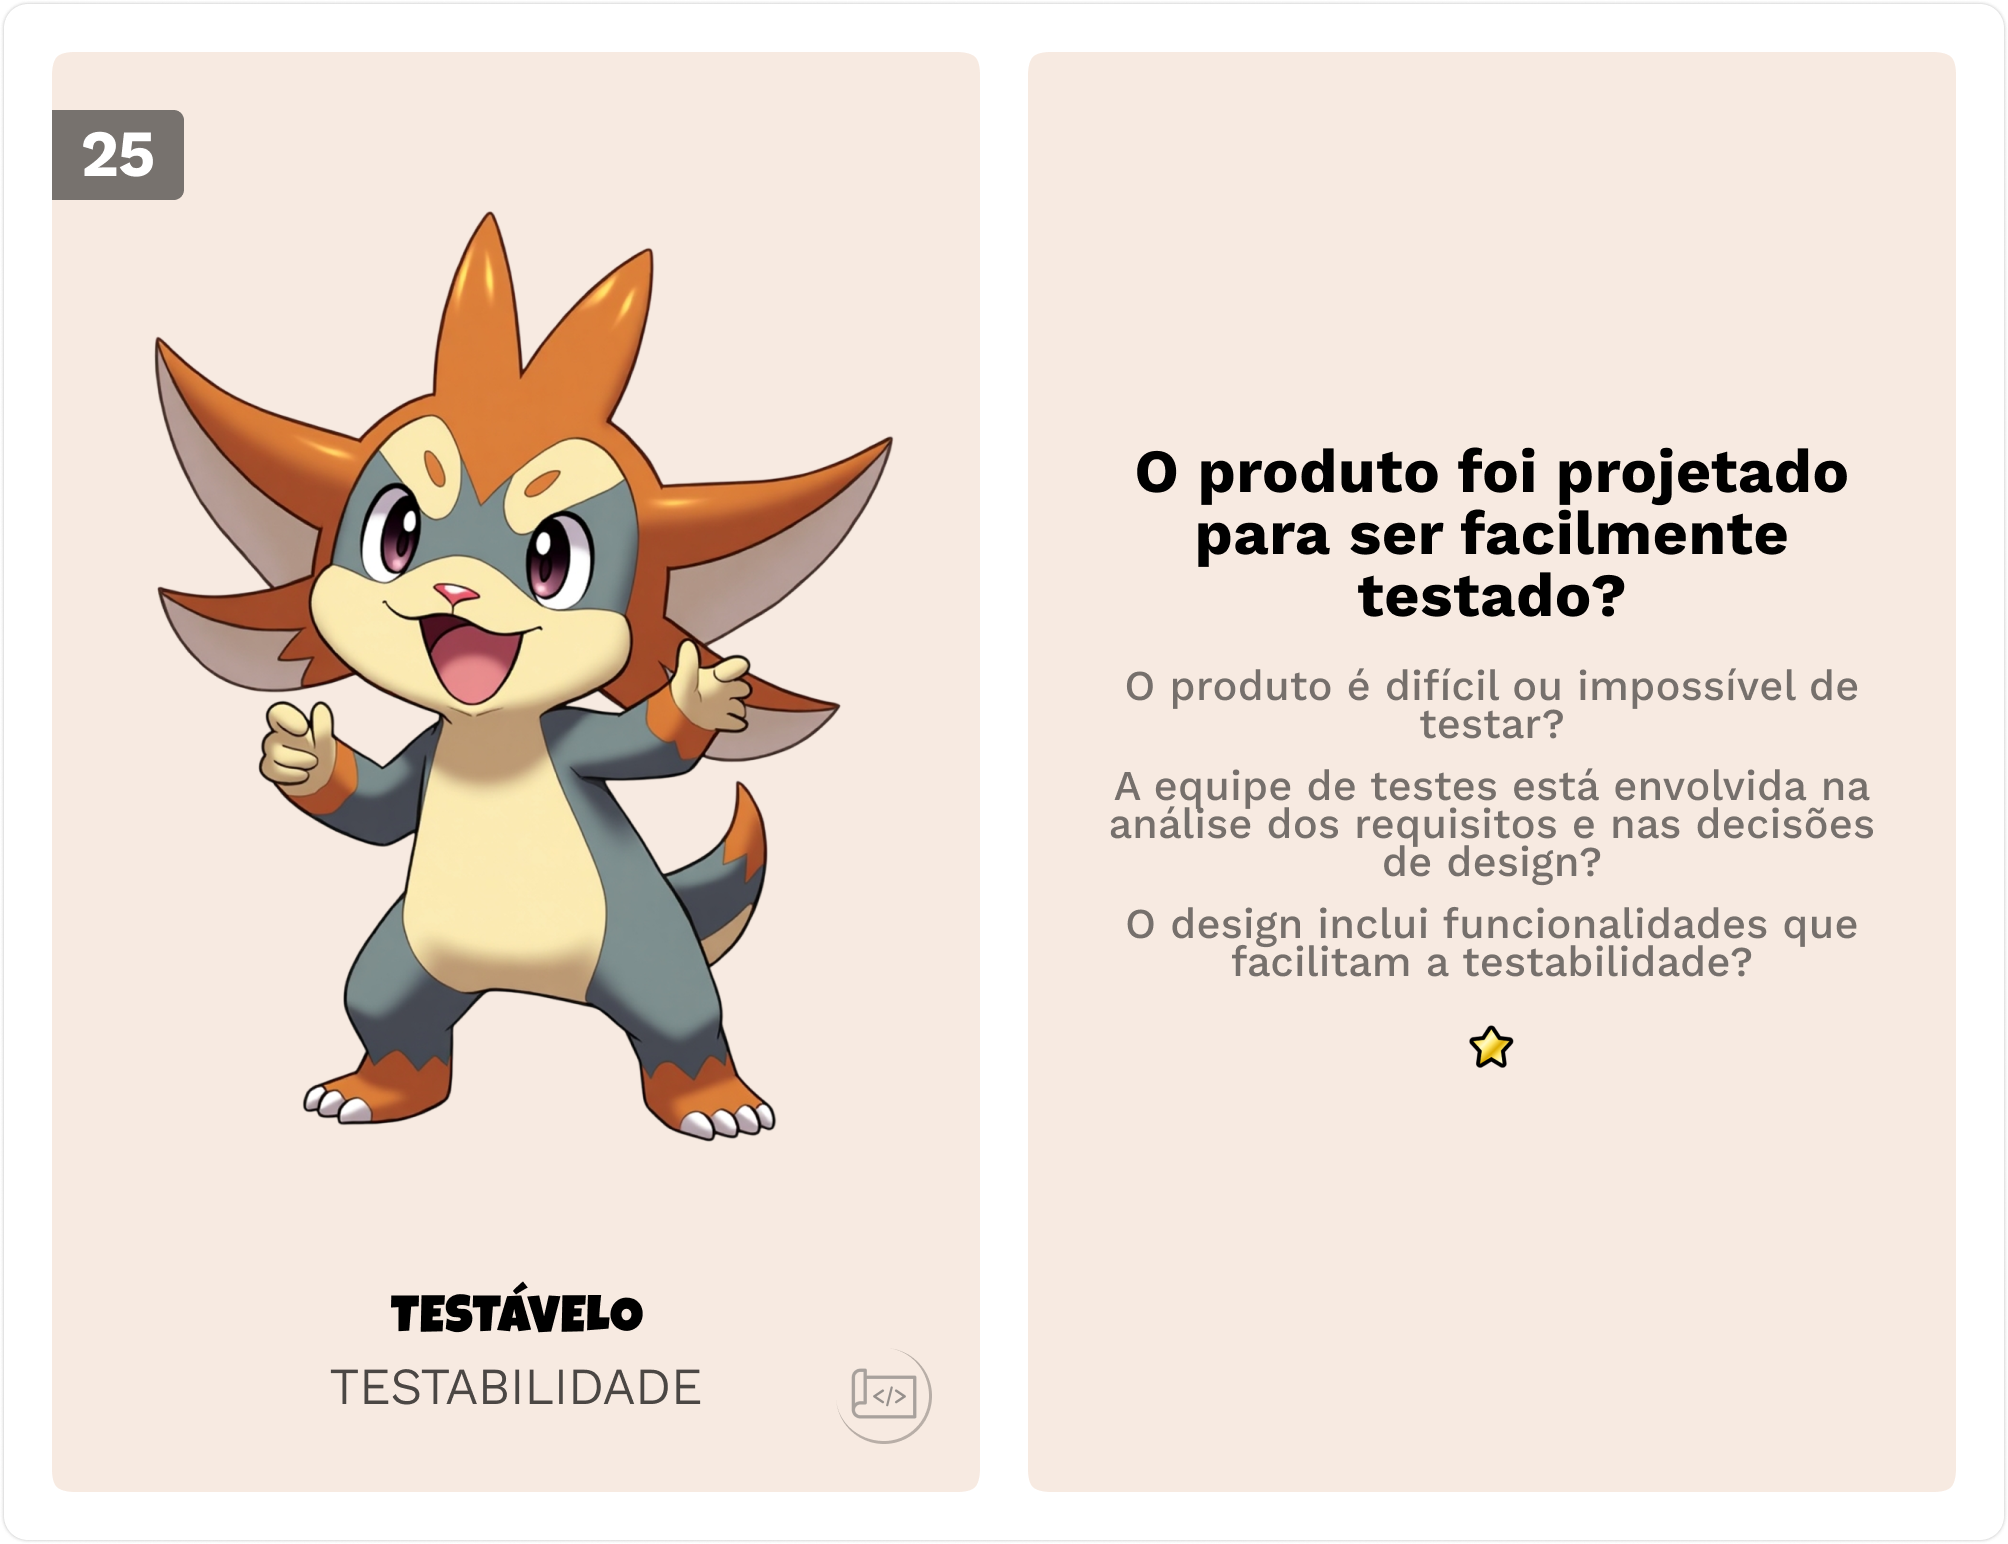 25
TESTÁVELO
TESTABILIDADE
</>
O produto foi projetado
para ser facilmente
testado?
O produto é difícil ou impossível de
testar?
A equipe de testes está envolvida na
análise dos requisitos e nas decisões
de design?
O design inclui funcionalidades que
facilitam a testabilidade?